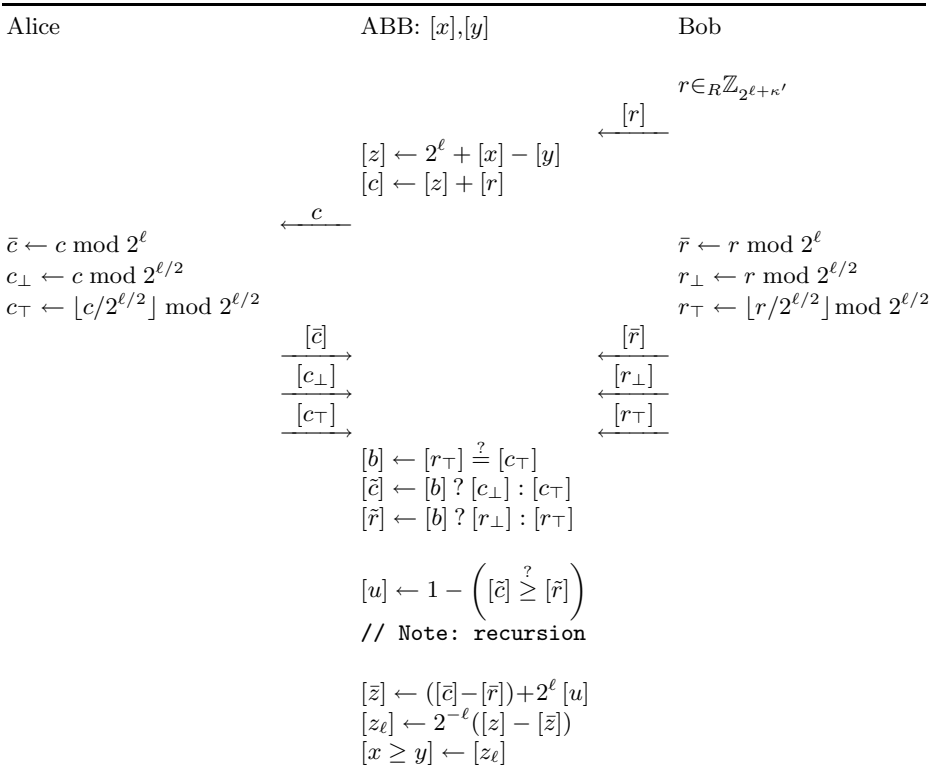 Alice ABB: [x],[y] Bob
r∈_R ℤ_{2^{ℓ+κ′}}
[r]
[z] ← 2^ℓ + [x] − [y]
[c] ← [z] + [r]
c
c̄ ← c mod 2^ℓ r̄ ← r mod 2^ℓ
c_⊥ ← c mod 2^{ℓ/2} r_⊥ ← r mod 2^{ℓ/2}
c_⊤ ← ⌊c/2^{ℓ/2}⌋ mod 2^{ℓ/2} r_⊤ ← ⌊r/2^{ℓ/2}⌋ mod 2^{ℓ/2}
[c̄] [r̄]
[c_⊥] [r_⊥]
[c_⊤] [r_⊤]
[b] ← [r_⊤] ≟ [c_⊤]
[c̃] ← [b] ? [c_⊥] : [c_⊤]
[r̃] ← [b] ? [r_⊥] : [r_⊤]
[u] ← 1 − ([c̃] ≥^? [r̃])
// Note: recursion
[z̄] ← ([c̄]−[r̄])+2^ℓ [u]
[z_ℓ] ← 2^{−ℓ}([z] − [z̄])
[x ≥ y] ← [z_ℓ]